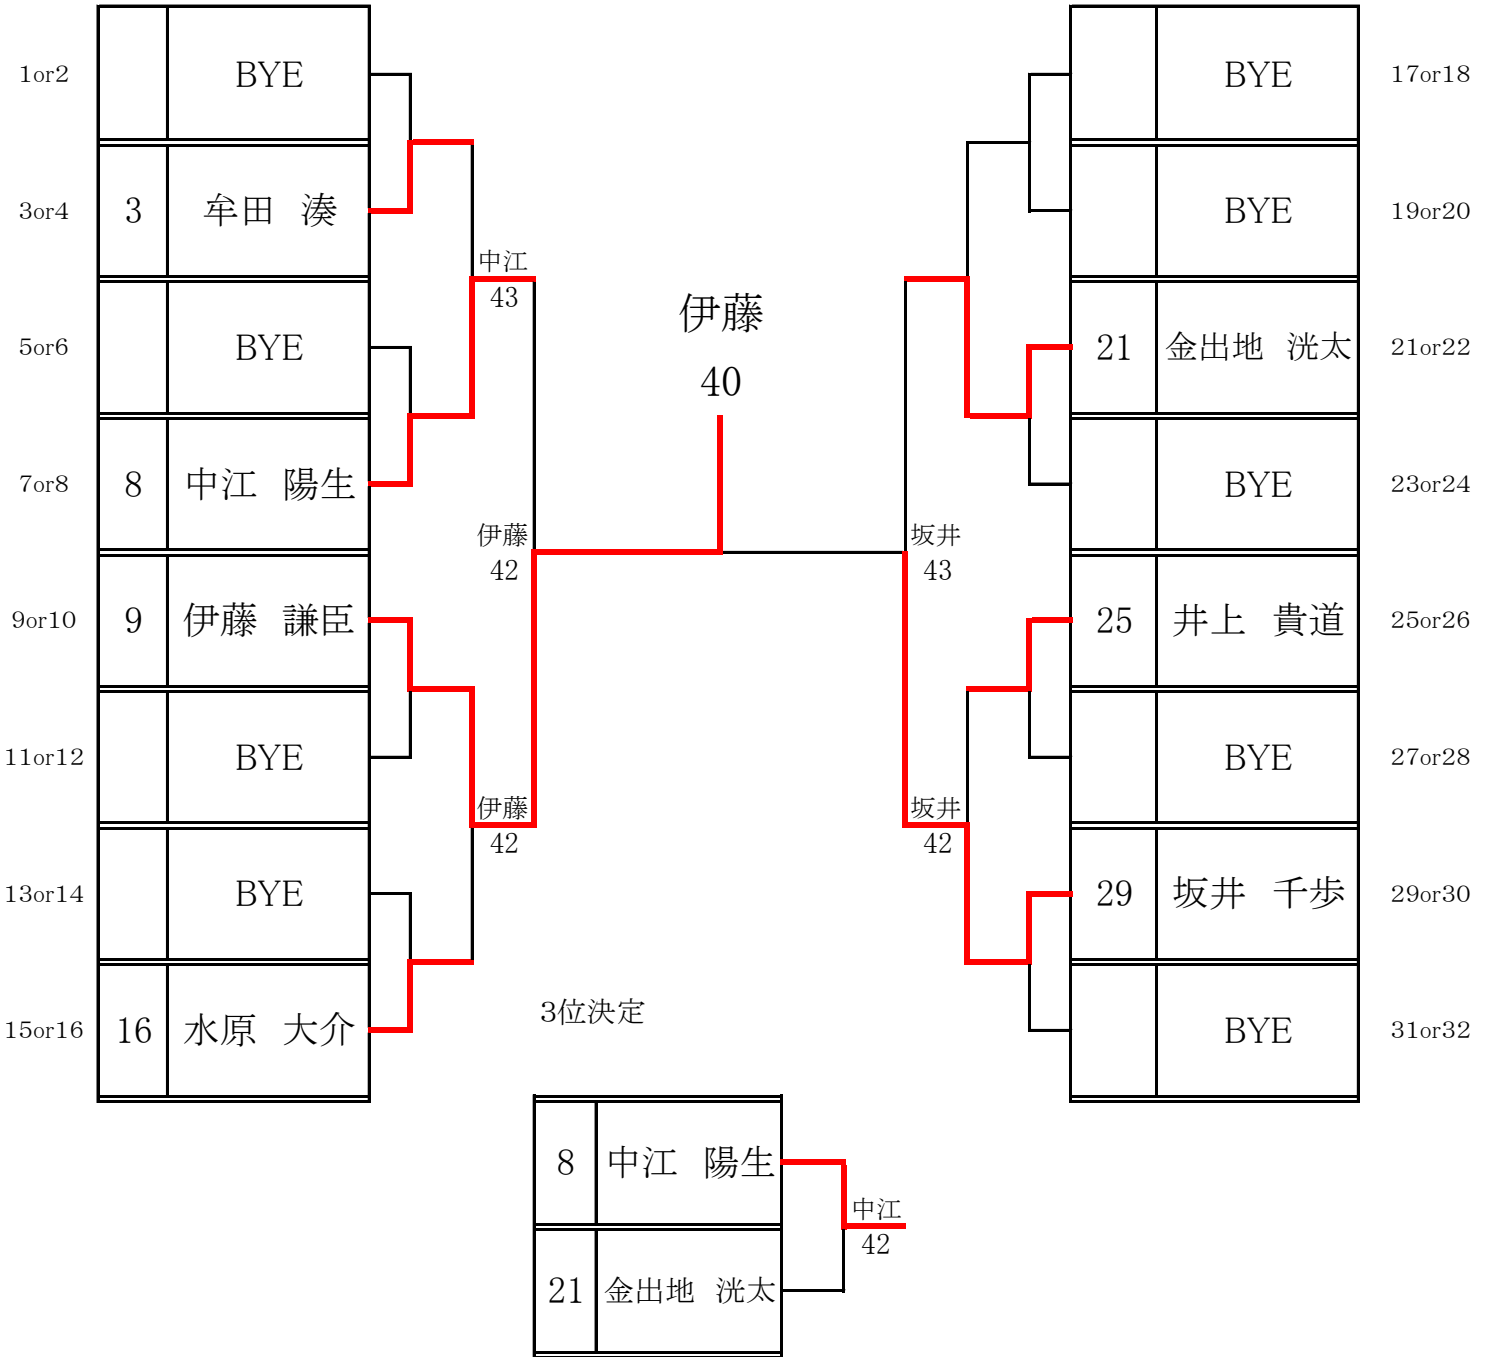 1or2 BYE
3or4 3 牟田 湊
5or6 BYE
7or8 8 中江 陽生
9or10 9 伊藤 謙臣
11or12 BYE
13or14 BYE
15or16 16 水原 大介
中江
43
伊藤
42
伊藤
42
伊藤
40
坂井
43
坂井
42
BYE 17or18
BYE 19or20
21 金出地 洸太 21or22
BYE 23or24
25 井上 貴道 25or26
BYE 27or28
29 坂井 千歩 29or30
BYE 31or32
3位決定
8 中江 陽生
21 金出地 洸太
中江
42